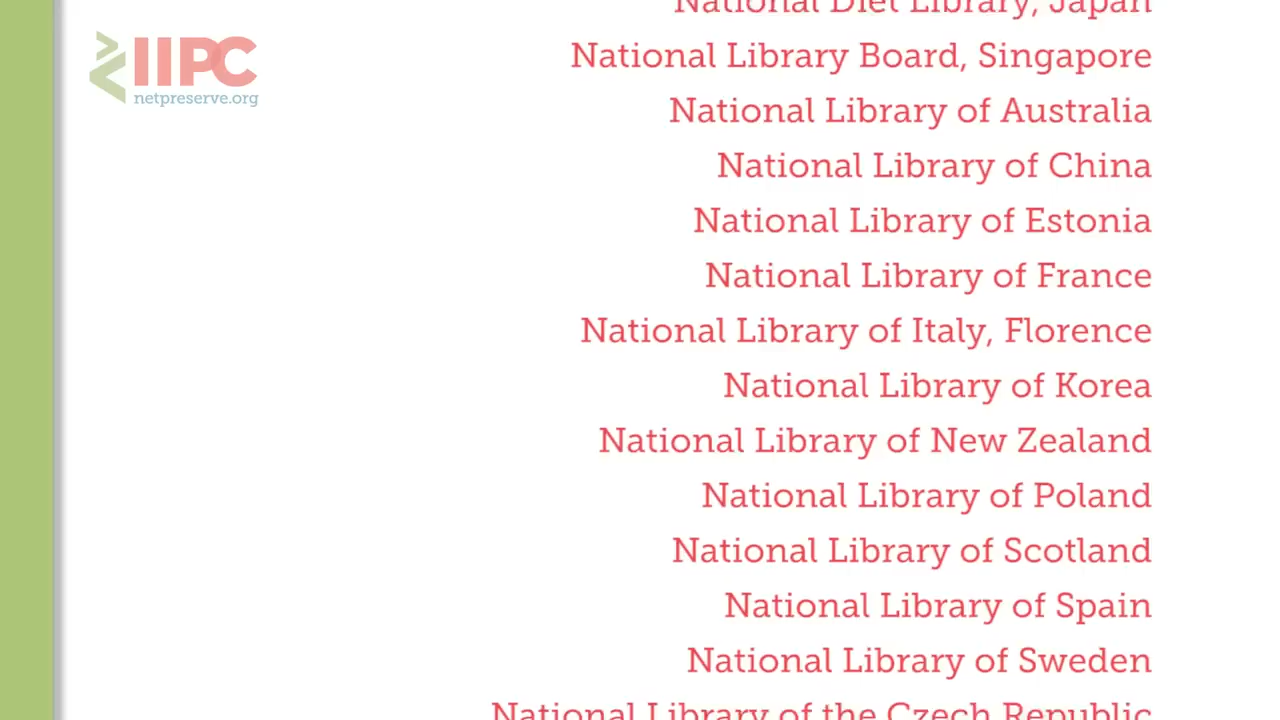 IIPC
netpreserve.org
National Diet Library, Japan
National Library Board, Singapore
National Library of Australia
National Library of China
National Library of Estonia
National Library of France
National Library of Italy, Florence
National Library of Korea
National Library of New Zealand
National Library of Poland
National Library of Scotland
National Library of Spain
National Library of Sweden
National Library of the Czech Republic